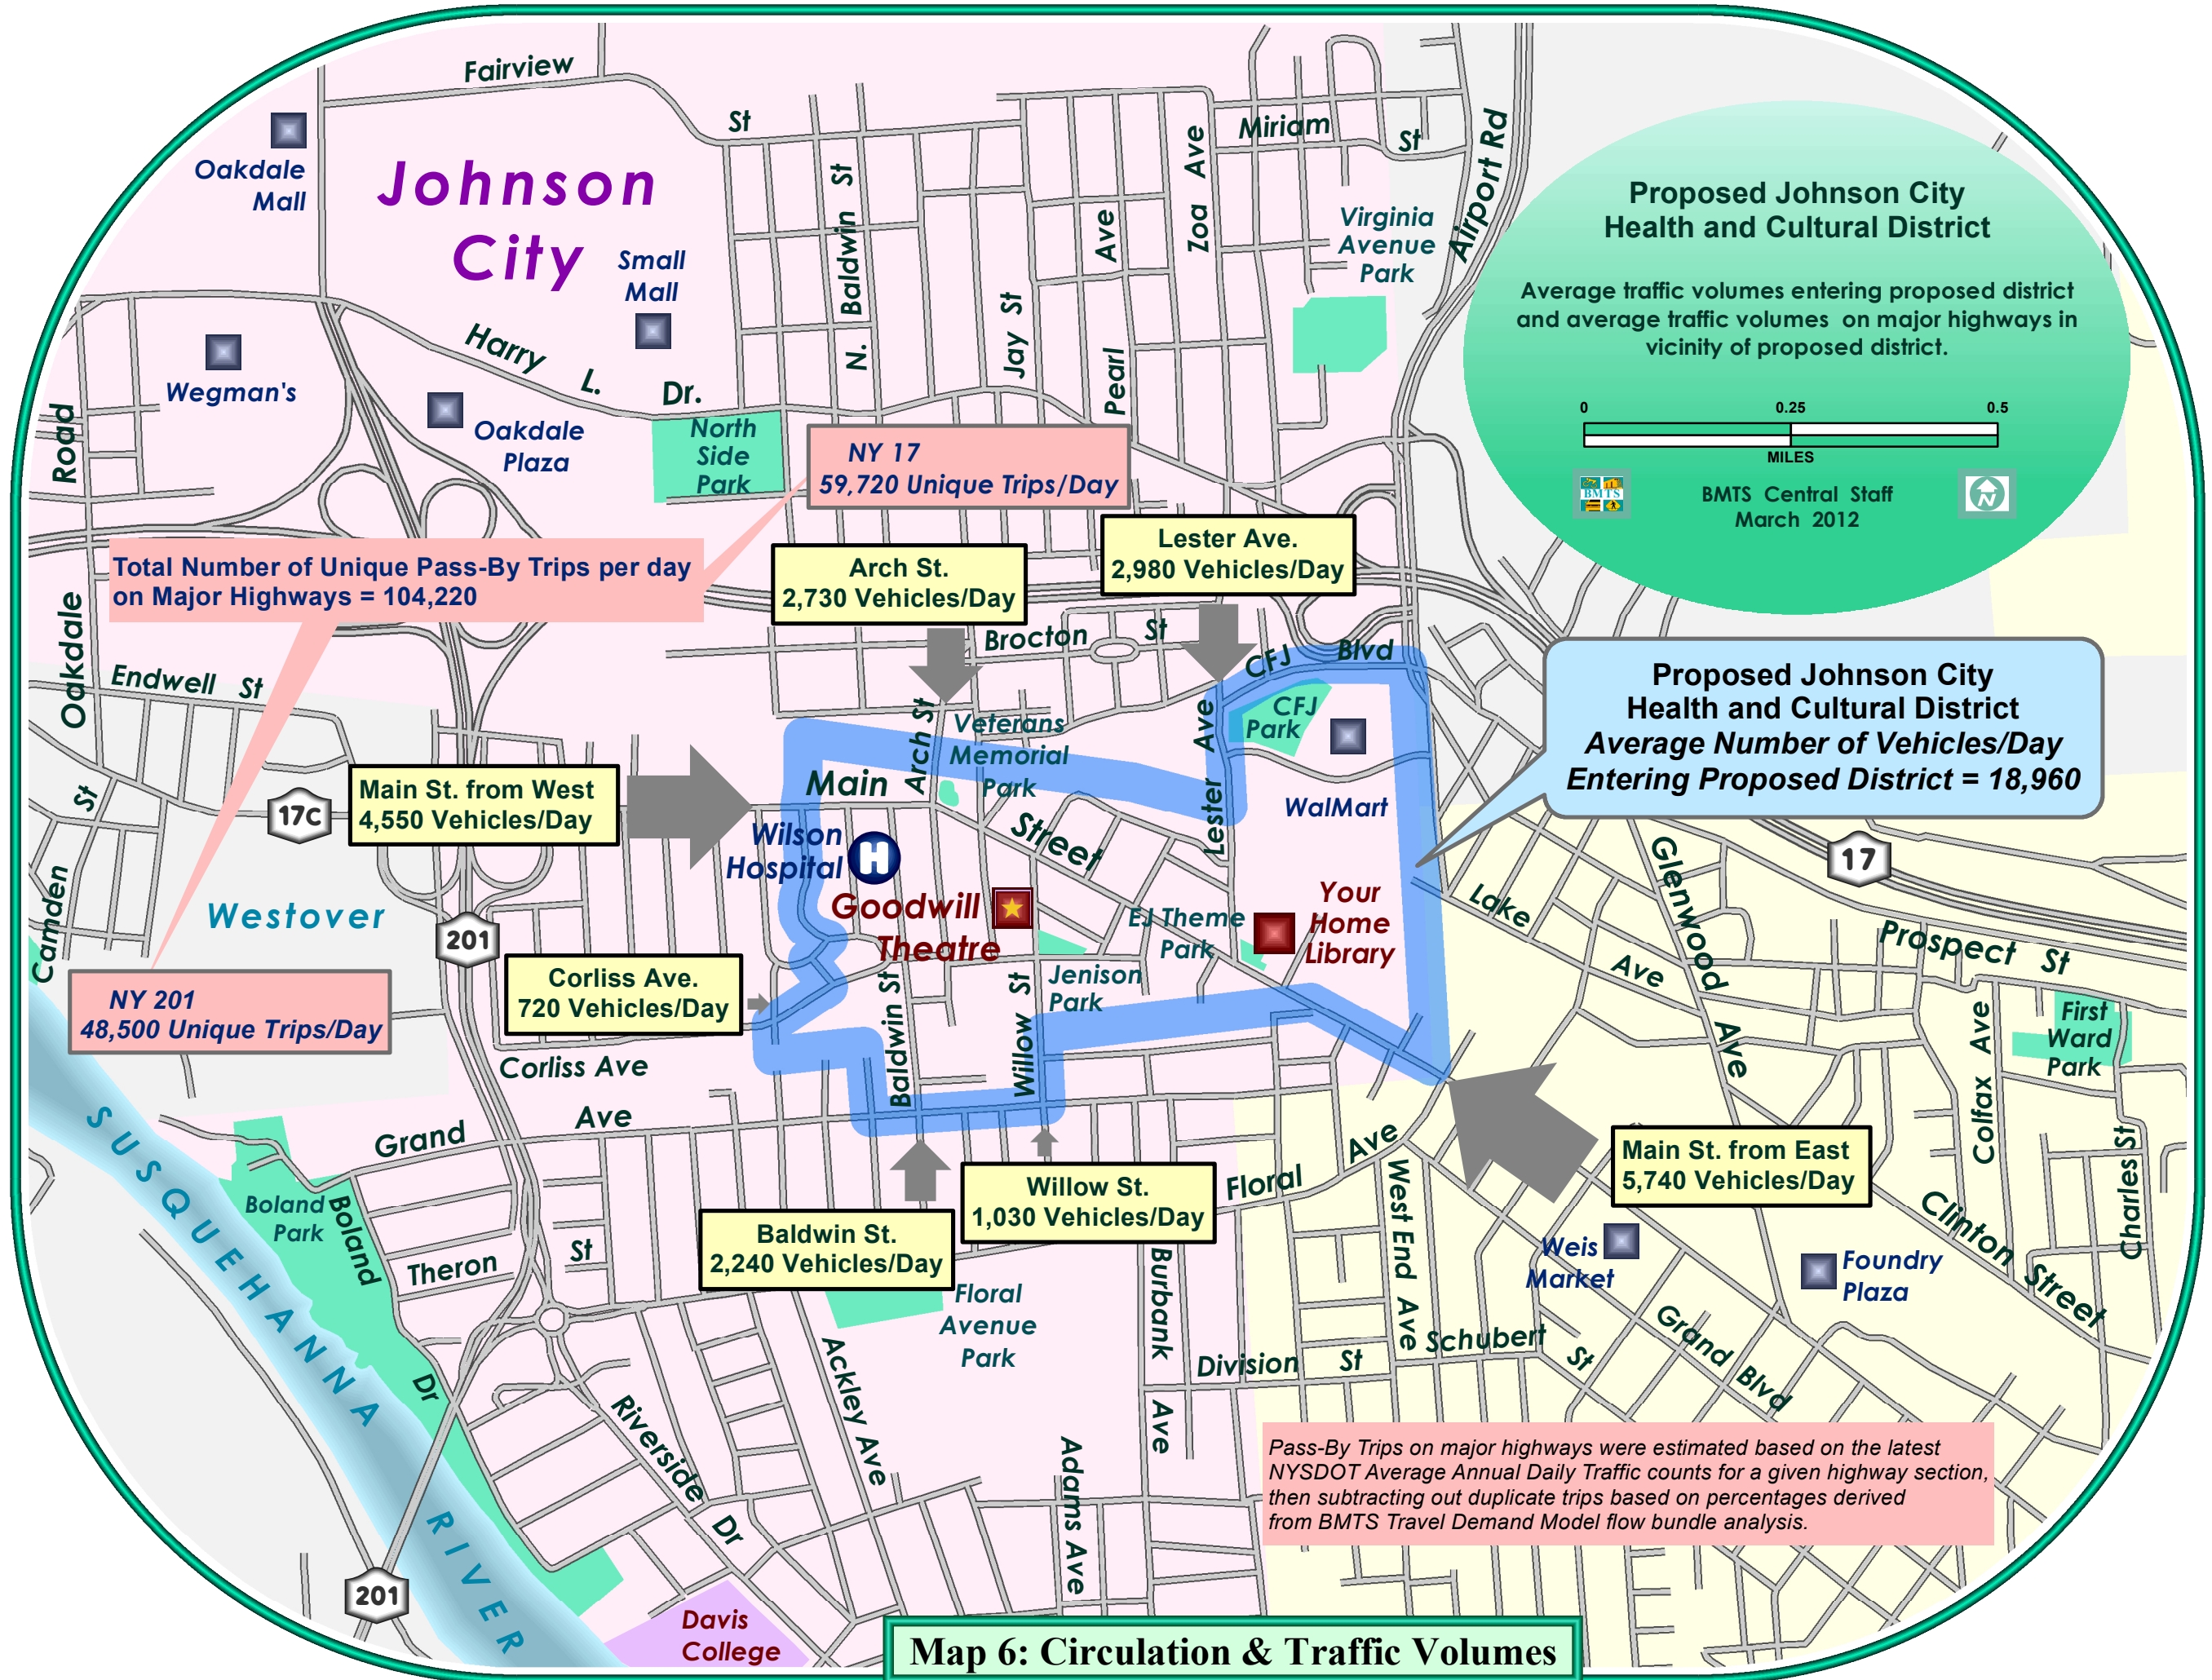 Fairview
St
Miriam
St
Airport Rd
Oakdale
Mall
Johnson
City
Small
Mall
N. Baldwin St
Jay St
Pearl Ave
Zoa Ave
Virginia
Avenue
Park
Proposed Johnson City
Health and Cultural District
Average traffic volumes entering proposed district
and average traffic volumes on major highways in
vicinity of proposed district.
0 0.25 0.5
MILES
BMTS
BMTS Central Staff
March 2012
N
Wegman's
Harry L. Dr.
Oakdale
Plaza
North
Side
Park
Oakdale Road
NY 17
59,720 Unique Trips/Day
Total Number of Unique Pass-By Trips per day
on Major Highways = 104,220
Arch St.
2,730 Vehicles/Day
Lester Ave.
2,980 Vehicles/Day
Brocton St
CFJ Blvd
Endwell St
Arch St
Veterans
Memorial
Park
Lester Ave
CFJ
Park
WalMart
Proposed Johnson City
Health and Cultural District
Average Number of Vehicles/Day
Entering Proposed District = 18,960
Main St. from West
4,550 Vehicles/Day
17C
Main Street
Wilson
Hospital
H
Goodwill
Theatre
EJ Theme
Park
Your
Home
Library
Lake Ave
Glenwood Ave
17
Prospect St
Camden St
Westover
201
Corliss Ave.
720 Vehicles/Day
NY 201
48,500 Unique Trips/Day
Corliss Ave
Baldwin St
Willow St
Jenison
Park
First
Ward
Park
Colfax Ave
Charles St
Grand Ave
Main St. from East
5,740 Vehicles/Day
Willow St.
1,030 Vehicles/Day
Baldwin St.
2,240 Vehicles/Day
Floral Ave
West End Ave
Boland
Park
Boland Dr
Theron St
Floral
Avenue
Park
Burbank Ave
Weis
Market
Foundry
Plaza
Clinton Street
Grand Blvd
Schubert St
Division St
Ackley Ave
Riverside Dr
Adams Ave
SUSQUEHANNA RIVER
201
Davis
College
Pass-By Trips on major highways were estimated based on the latest
NYSDOT Average Annual Daily Traffic counts for a given highway section,
then subtracting out duplicate trips based on percentages derived
from BMTS Travel Demand Model flow bundle analysis.
Map 6: Circulation & Traffic Volumes